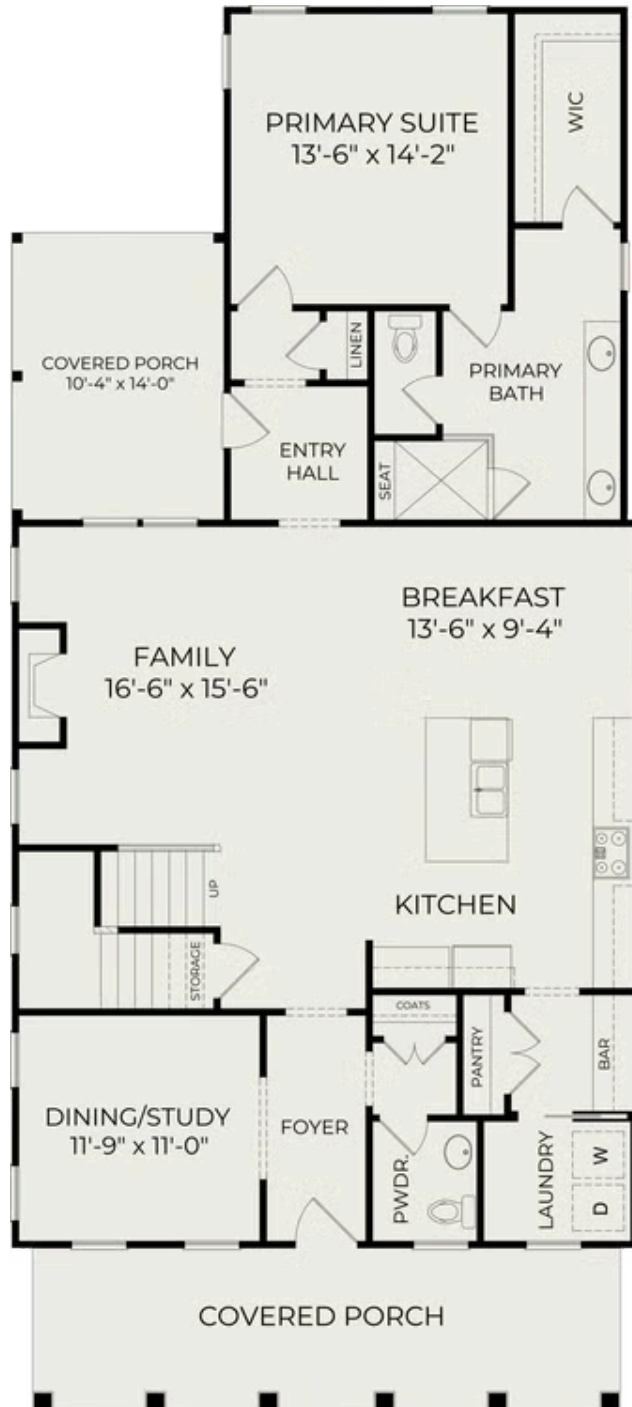 PRIMARY SUITE
13'-6" x 14'-2"
WIC
COVERED PORCH
10'-4" x 14'-0"
LINEN
PRIMARY
BATH
ENTRY
HALL
SEAT
BREAKFAST
13'-6" x 9'-4"
FAMILY
16'-6" x 15'-6"
UP
KITCHEN
STORAGE
COATS
PANTRY
BAR
DINING/STUDY
11'-9" x 11'-0"
FOYER
PWDR.
LAUNDRY
W
D
COVERED PORCH